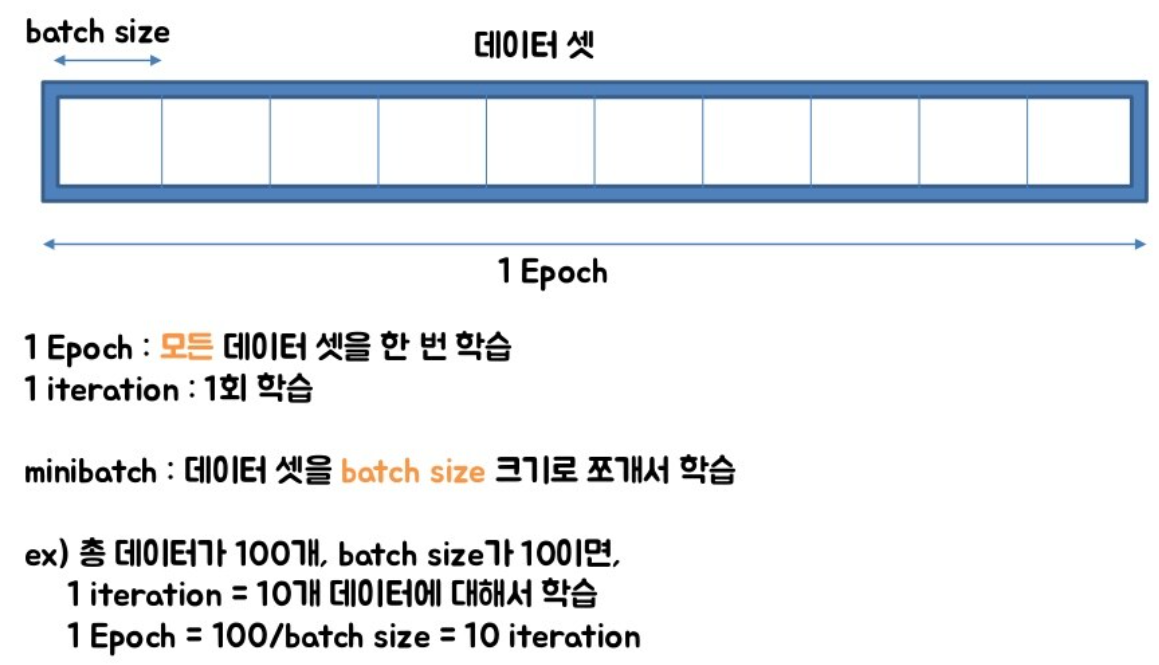 batch size
데이터 셋
1 Epoch
1 Epoch : 모든 데이터 셋을 한 번 학습
1 iteration : 1회 학습
minibatch : 데이터 셋을 batch size 크기로 쪼개서 학습
ex) 총 데이터가 100개, batch size가 10이면,
1 iteration = 10개 데이터에 대해서 학습
1 Epoch = 100/batch size = 10 iteration